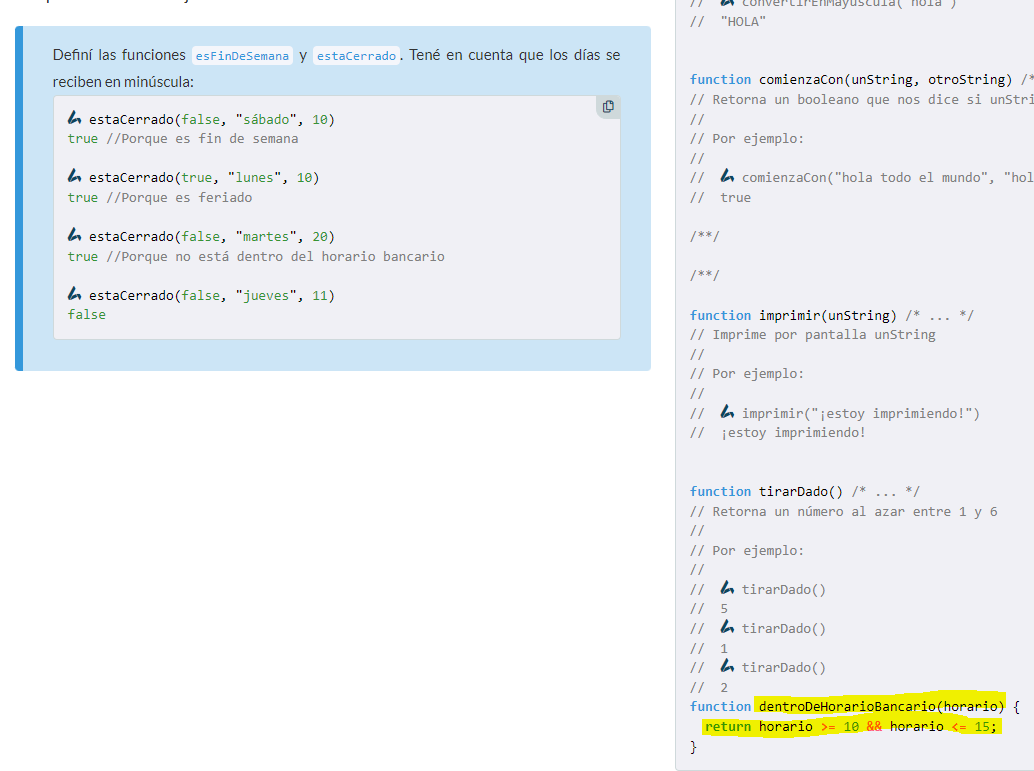 Definí las funciones esFinDeSemana y estaCerrado. Tené en cuenta que los días se
reciben en minúscula:
estaCerrado(false, "sábado", 10)
true //Porque es fin de semana
estaCerrado(true, "lunes", 10)
true //Porque es feriado
estaCerrado(false, "martes", 20)
true //Porque no está dentro del horario bancario
estaCerrado(false, "jueves", 11)
false
// convertirEnMayuscula("hola")
// "HOLA"
function comienzaCon(unString, otroString) /*
// Retorna un booleano que nos dice si unStri
//
// Por ejemplo:
//
// comienzaCon("hola todo el mundo", "hol
// true
/**/
/**/
function imprimir(unString) /* ... */
// Imprime por pantalla unString
//
// Por ejemplo:
//
// imprimir("¡estoy imprimiendo!")
// ¡estoy imprimiendo!
function tirarDado() /* ... */
// Retorna un número al azar entre 1 y 6
//
// Por ejemplo:
//
// tirarDado()
// 5
// tirarDado()
// 1
// tirarDado()
// 2
function dentroDeHorarioBancario(horario) {
return horario >= 10 && horario <= 15;
}